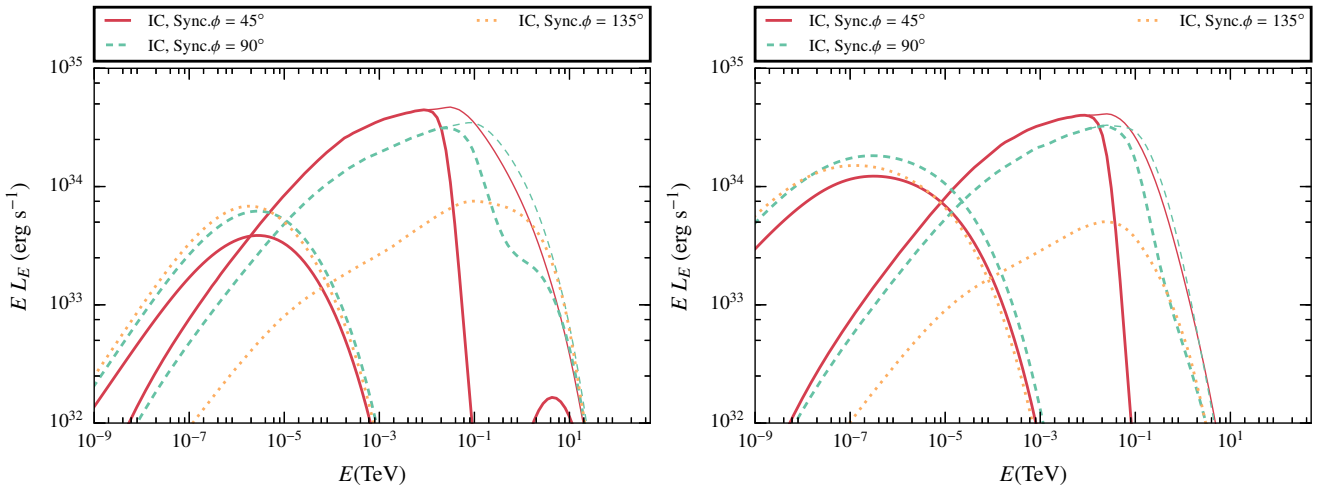 IC, Sync.ϕ = 45° IC, Sync.ϕ = 135°
IC, Sync.ϕ = 90°
10^35
10^34
10^33
10^32
E L_E (erg s^−1)
10^−9 10^−7 10^−5 10^−3 10^−1 10^1
E(TeV)
IC, Sync.ϕ = 45° IC, Sync.ϕ = 135°
IC, Sync.ϕ = 90°
10^35
10^34
10^33
10^32
E L_E (erg s^−1)
10^−9 10^−7 10^−5 10^−3 10^−1 10^1
E(TeV)